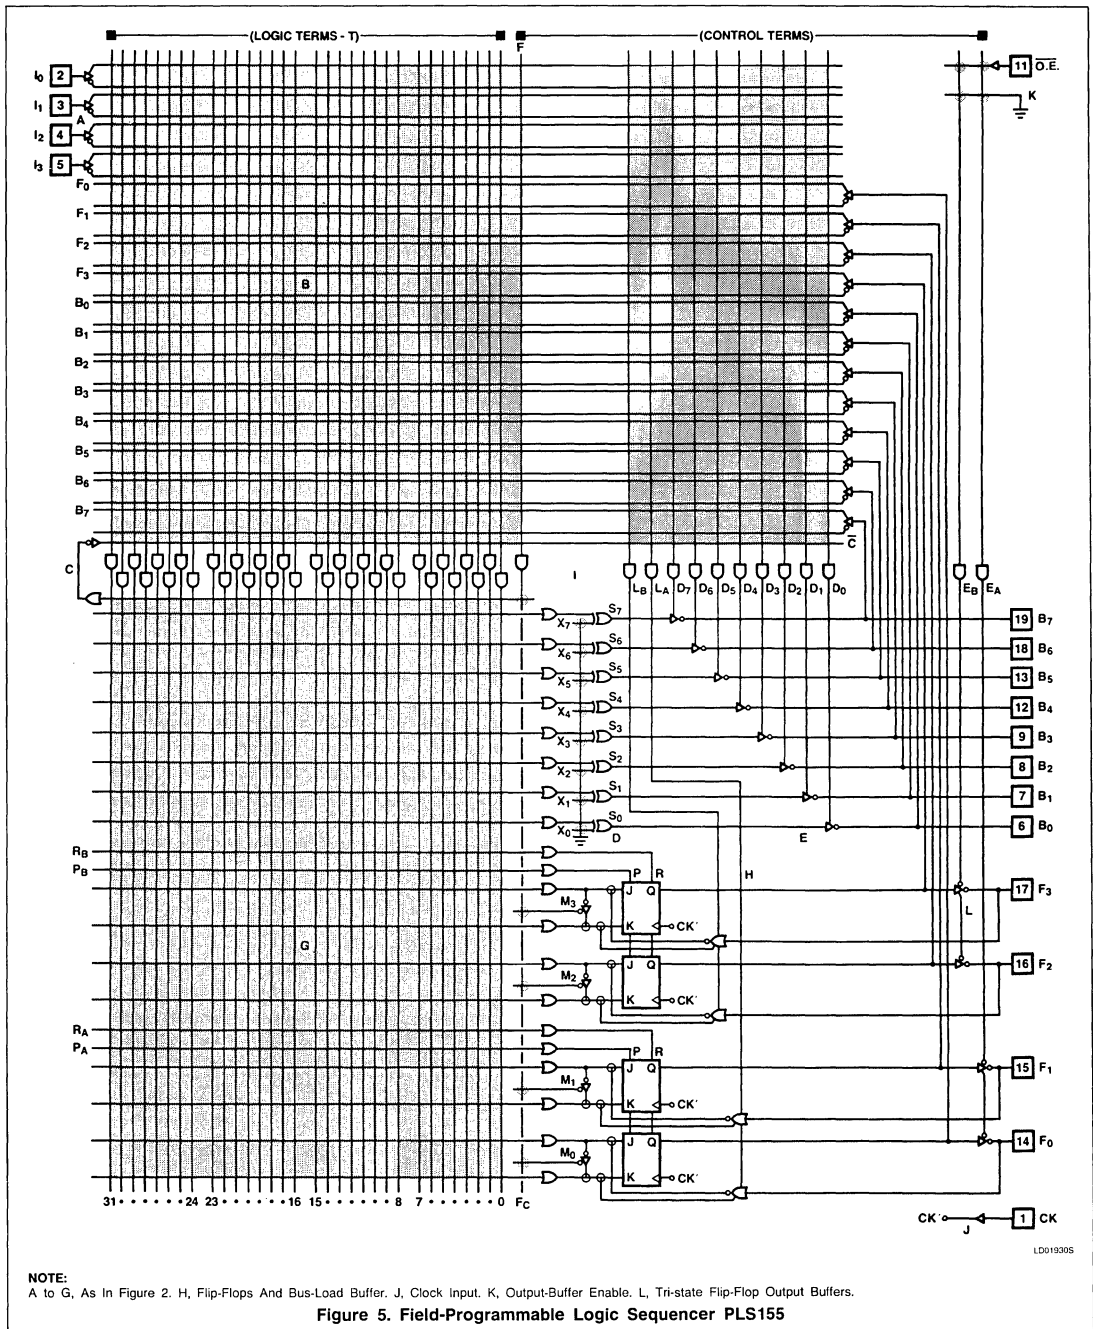 (LOGIC TERMS - T)
F
(CONTROL TERMS)
I0 2
11 O.E.
I1 3
K
A
I2 4
I3 5
F0
F1
F2
F3
B
B0
B1
B2
B3
B4
B5
B6
B7
C̅
C
I
LB LA D7 D6 D5 D4 D3 D2 D1 D0 EB EA
X7 S7 19 B7
X6 S6 18 B6
X5 S5 13 B5
X4 S4 12 B4
X3 S3 9 B3
X2 S2 8 B2
X1 S1 7 B1
X0 S0 6 B0
D E
RB
PB P R H
J Q 17 F3
M3 L
G K CK'
J Q 16 F2
M2
K CK'
RA
PA P R
J Q 15 F1
M1
K CK'
J Q 14 F0
M0
K CK'
31 • • • • • • 24 23 • • • • • • 16 15 • • • • • • 8 7 • • • • • • 0 FC
CK' J 1 CK
LD01930S
NOTE:
A to G, As In Figure 2. H, Flip-Flops And Bus-Load Buffer. J, Clock Input. K, Output-Buffer Enable. L, Tri-state Flip-Flop Output Buffers.
Figure 5. Field-Programmable Logic Sequencer PLS155